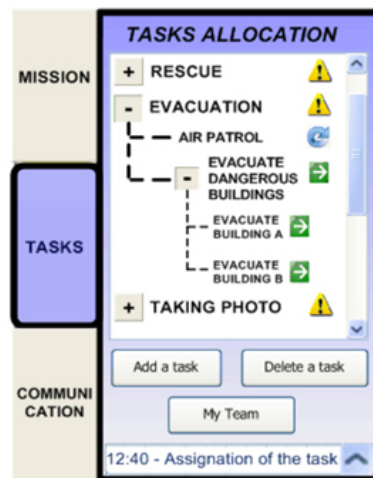 TASKS ALLOCATION
MISSION
+ RESCUE
- EVACUATION
AIR PATROL
- EVACUATE
DANGEROUS
BUILDINGS
TASKS
EVACUATE
BUILDING A
EVACUATE
BUILDING B
+ TAKING PHOTO
Add a task
Delete a task
COMMUNI
CATION
My Team
12:40 - Assignation of the task